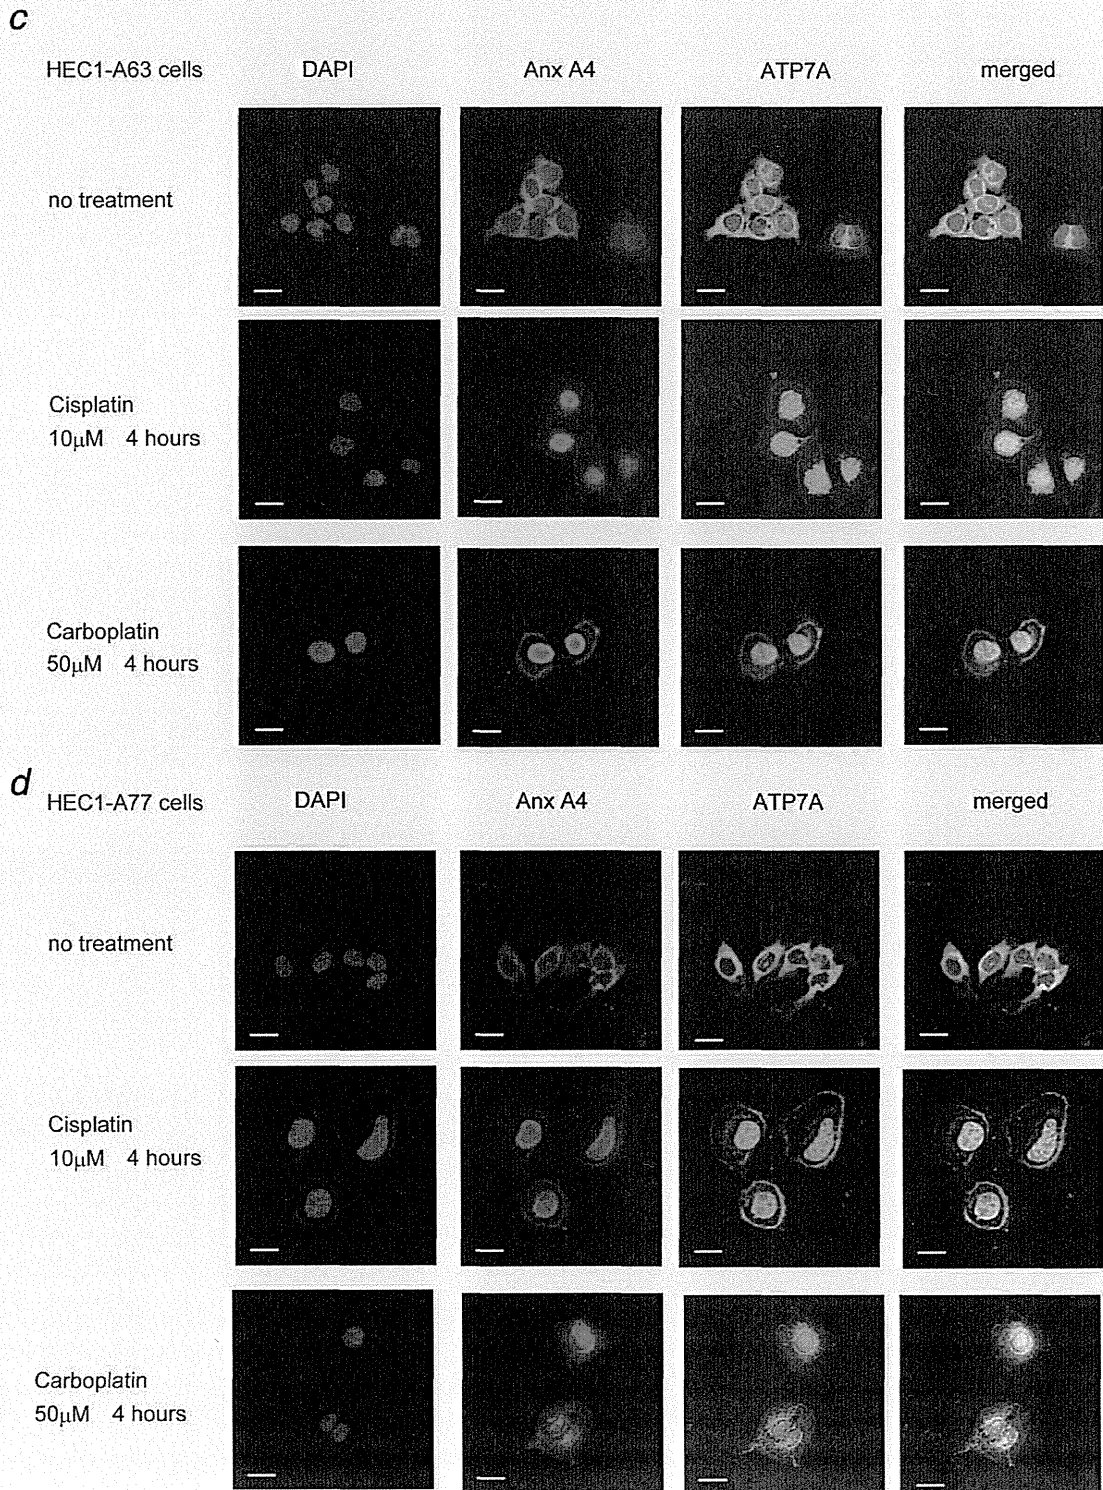 c
HEC1-A63 cells DAPI Anx A4 ATP7A merged
no treatment
Cisplatin
10μM 4 hours
Carboplatin
50μM 4 hours
d
HEC1-A77 cells DAPI Anx A4 ATP7A merged
no treatment
Cisplatin
10μM 4 hours
Carboplatin
50μM 4 hours